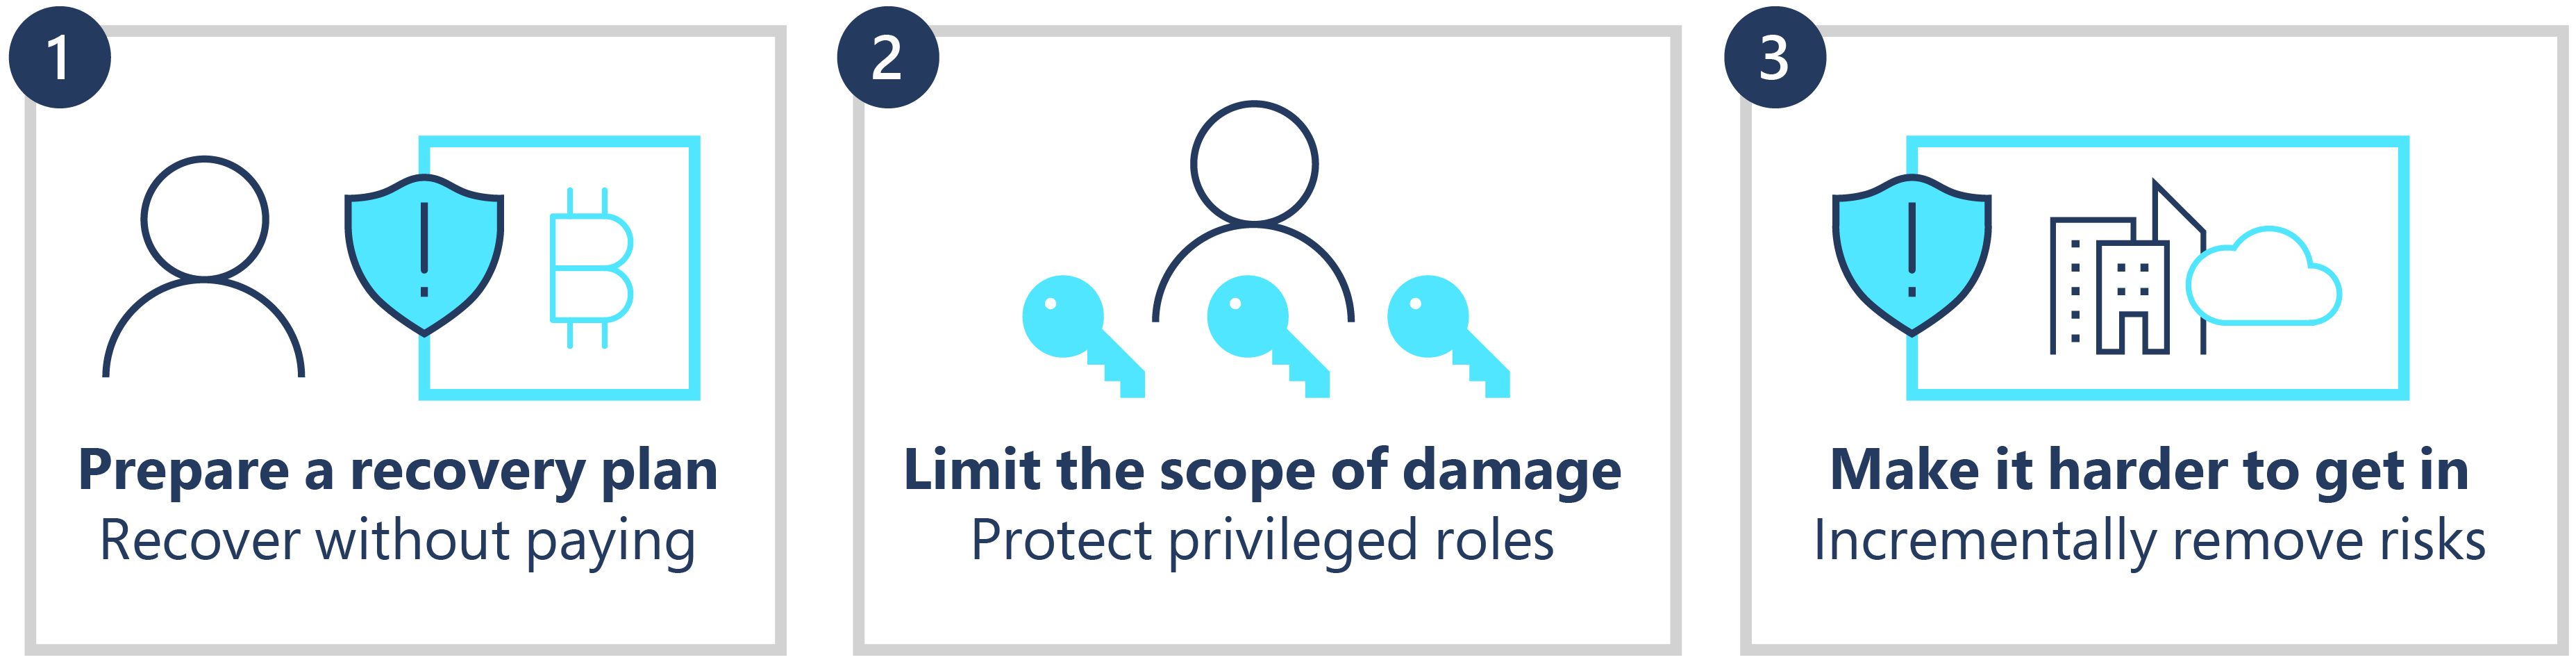 1
Prepare a recovery plan
Recover without paying
2
Limit the scope of damage
Protect privileged roles
3
Make it harder to get in
Incrementally remove risks